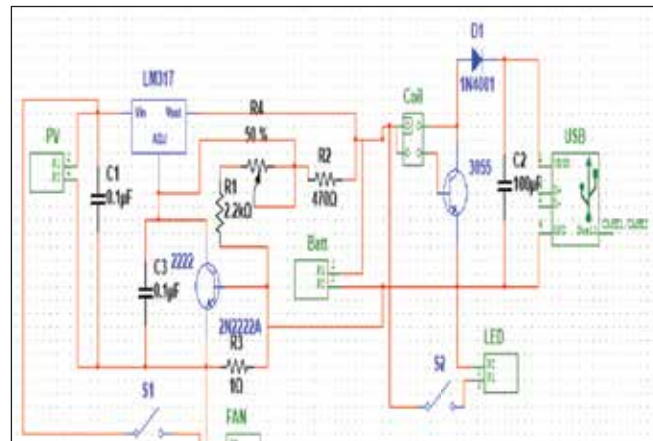 D1
1N4001
LM317
Vin
Vout
ADJ
R4
50 %
Coil
PV
C1
0.1µF
R2
470Ω
R1
2.2kΩ
3055
C2
100µF
USB
Batt
2222
C3
0.1µF
2N2222A
R3
1Ω
LED
S2
S1
FAN